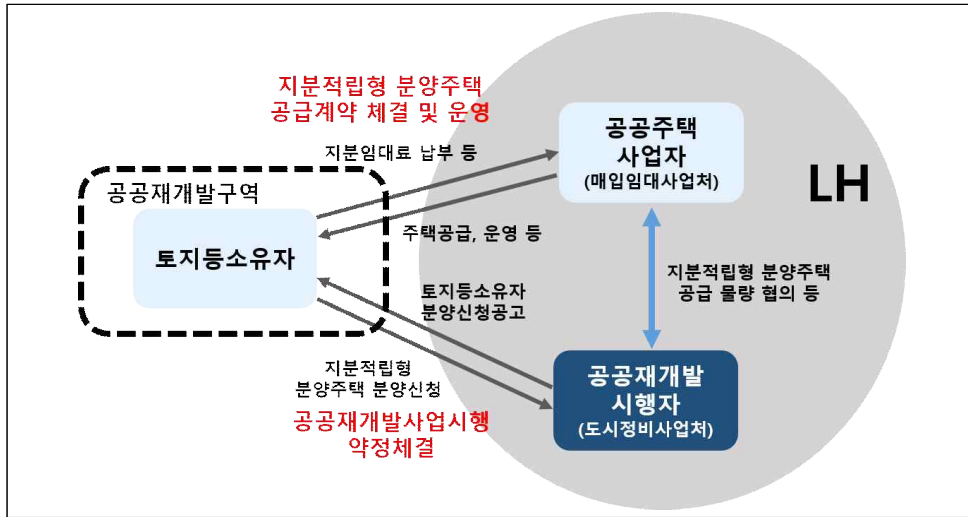 지분적립형 분양주택
공급계약 체결 및 운영
지분임대료 납부 등
공공주택
사업자
(매입임대사업처)
LH
공공재개발구역
토지등소유자
주택공급, 운영 등
지분적립형 분양주택
공급 물량 협의 등
토지등소유자
분양신청공고
지분적립형
분양주택 분양신청
공공재개발사업시행
약정체결
공공재개발
시행자
(도시정비사업처)